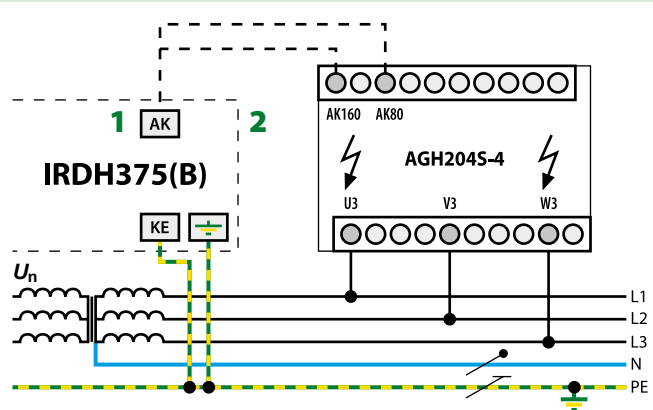 AK160 AK80
1 AK 2
IRDH375(B)
AGH204S-4
U3 V3 W3
KE
Un
L1
L2
L3
N
PE